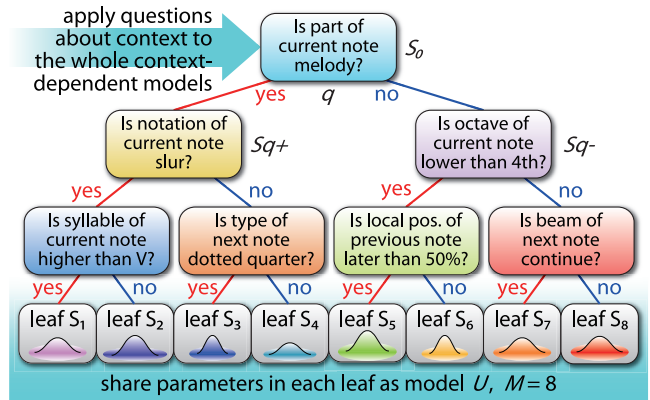 apply questions
about context to
the whole context-
dependent models
Is part of
current note
melody?
S₀
yes
q
no
Is notation of
current note
slur?
Sq+
Is octave of
current note
lower than 4th?
Sq-
yes
no
yes
no
Is syllable of
current note
higher than V?
Is type of
next note
dotted quarter?
Is local pos. of
previous note
later than 50%?
Is beam of
next note
continue?
yes
no
yes
no
yes
no
yes
no
leaf S₁
leaf S₂
leaf S₃
leaf S₄
leaf S₅
leaf S₆
leaf S₇
leaf S₈
share parameters in each leaf as model U, M = 8